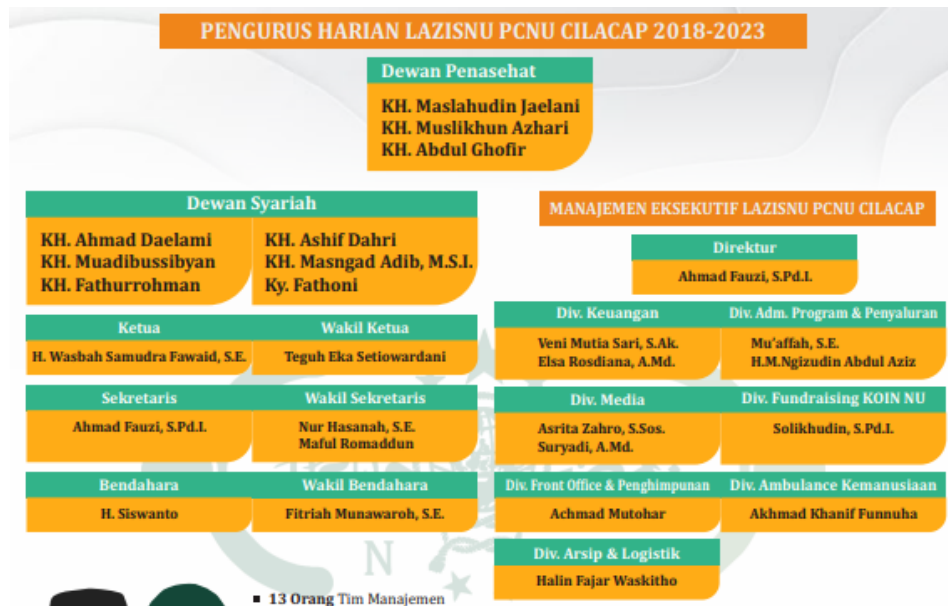 PENGURUS HARIAN LAZISNU PCNU CILACAP 2018-2023
Dewan Penasehat
KH. Maslahudin Jaelani
KH. Muslikhun Azhari
KH. Abdul Ghofir
Dewan Syariah
KH. Ahmad Daelami
KH. Muadibussibyan
KH. Fathurrohman
KH. Ashif Dahri
KH. Masngad Adib, M.S.I.
Ky. Fathoni
Ketua
H. Wasbah Samudra Fawaid, S.E.
Wakil Ketua
Teguh Eka Setiowardani
Sekretaris
Ahmad Fauzi, S.Pd.I.
Wakil Sekretaris
Nur Hasanah, S.E.
Maful Romaddun
Bendahara
H. Siswanto
Wakil Bendahara
Fitriah Munawaroh, S.E.
MANAJEMEN EKSEKUTIF LAZISNU PCNU CILACAP
Direktur
Ahmad Fauzi, S.Pd.I.
Div. Keuangan
Veni Mutia Sari, S.Ak.
Elsa Rosdiana, A.Md.
Div. Adm. Program & Penyaluran
Mu'affah, S.E.
H.M.Ngizudin Abdul Aziz
Div. Media
Asrita Zahro, S.Sos.
Suryadi, A.Md.
Div. Fundraising KOIN NU
Solikhudin, S.Pd.I.
Div. Front Office & Penghimpunan
Achmad Mutohar
Div. Ambulance Kemanusiaan
Akhmad Khanif Funnuha
Div. Arsip & Logistik
Halin Fajar Waskitho
N
▪ 13 Orang Tim Manajemen